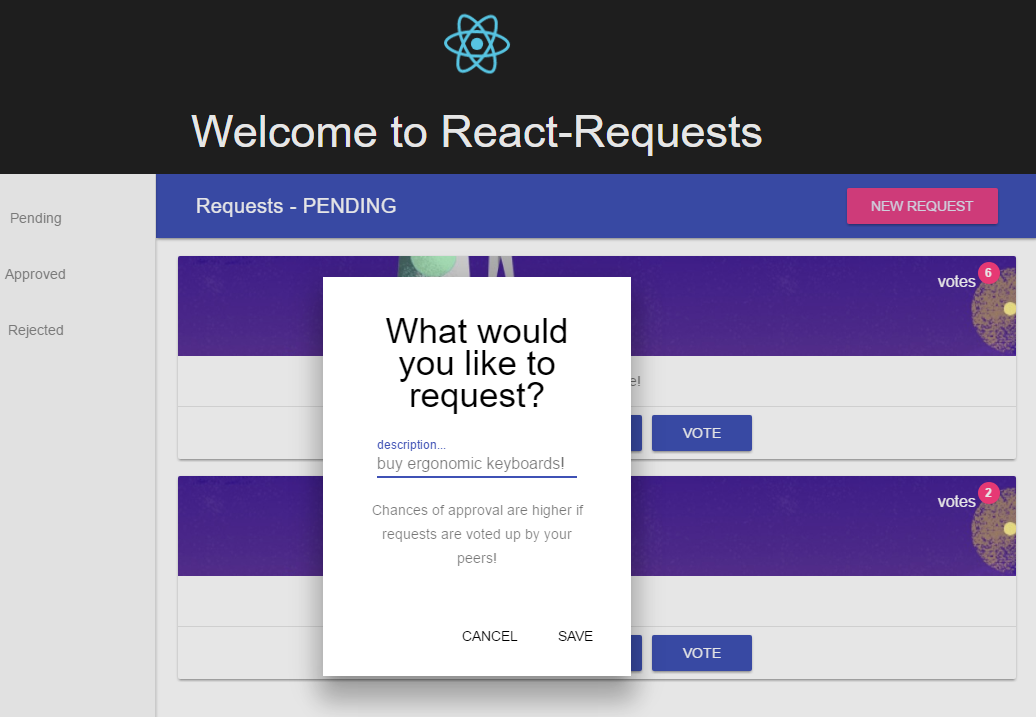 Welcome to React-Requests
Pending
Approved
Rejected
Requests - PENDING
NEW REQUEST
votes 6
VOTE
votes 2
VOTE
What would
you like to
request?
description...
buy ergonomic keyboards!
Chances of approval are higher if
requests are voted up by your
peers!
CANCEL SAVE